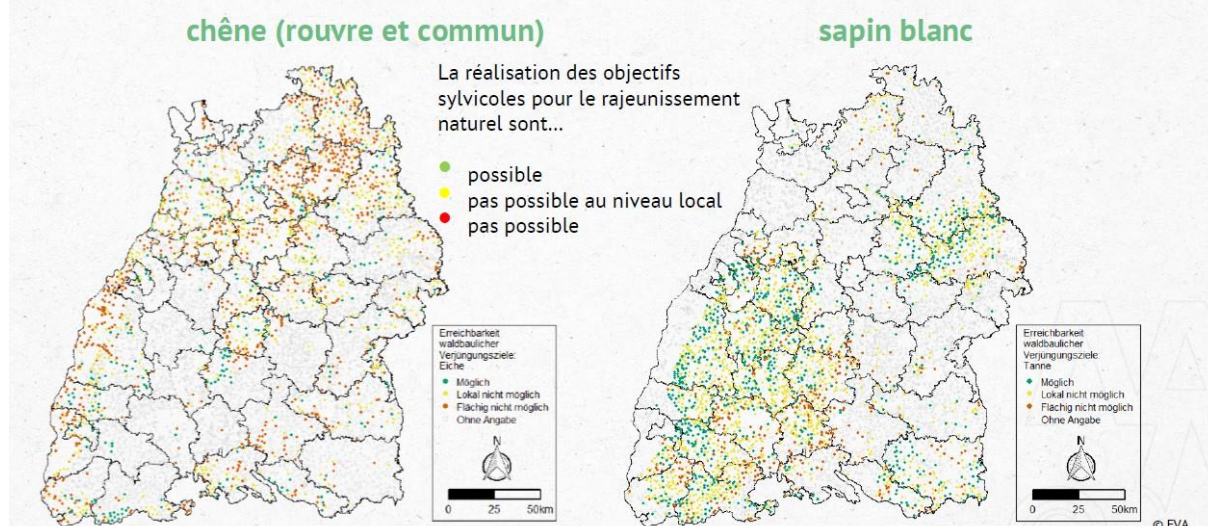 chêne (rouvre et commun)
sapin blanc
La réalisation des objectifs
sylvicoles pour le rajeunissement
naturel sont...
possible
pas possible au niveau local
pas possible
Erreichbarkeit
waldbaulicher
Verjüngungsziele:
Eiche
Möglich
Lokal nicht möglich
Flächig nicht möglich
Ohne Angabe
N
0 25 50km
Erreichbarkeit
waldbaulicher
Verjüngungsziele:
Tanne
Möglich
Lokal nicht möglich
Flächig nicht möglich
Ohne Angabe
N
0 25 50km
© FVA